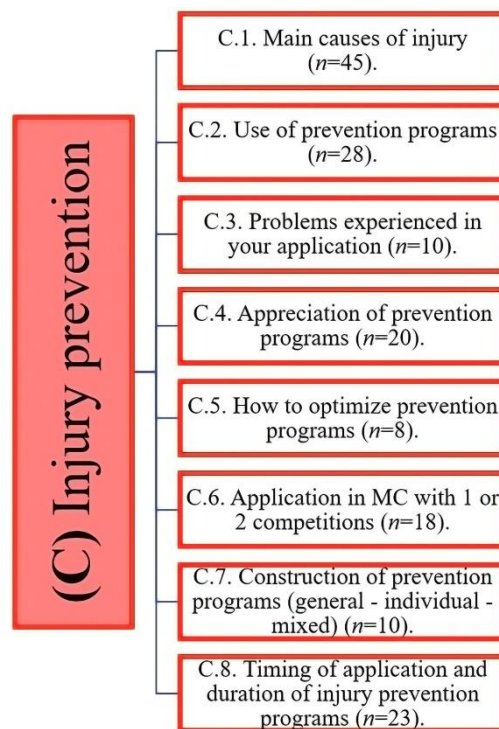 (C) Injury prevention
C.1. Main causes of injury
(n=45).
C.2. Use of prevention programs
(n=28).
C.3. Problems experienced in
your application (n=10).
C.4. Appreciation of prevention
programs (n=20).
C.5. How to optimize prevention
programs (n=8).
C.6. Application in MC with 1 or
2 competitions (n=18).
C.7. Construction of prevention
programs (general - individual -
mixed) (n=10).
C.8. Timing of application and
duration of injury prevention
programs (n=23).